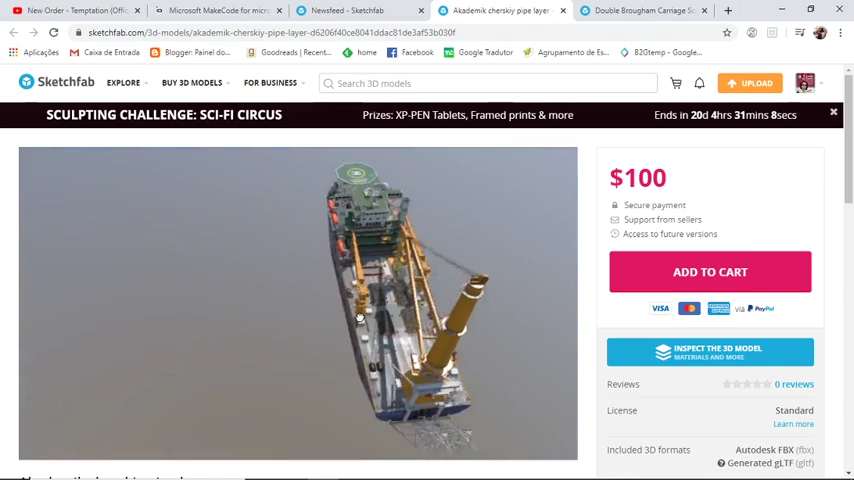 New Order - Temptation (Offic
Microsoft MakeCode for micro
Newsfeed - Sketchfab
Akademik cherskiy pipe layer -
Double Brougham Carriage Sc
sketchfab.com/3d-models/akademik-cherskiy-pipe-layer-d6206f40ce8041ddac81de3af53b030f
Aplicações
Caixa de Entrada
Blogger: Painel do...
Goodreads | Recent...
home
Facebook
Google Tradutor
Agrupamento de Es...
B2Gtemp - Google...
Sketchfab
EXPLORE
BUY 3D MODELS
FOR BUSINESS
Search 3D models
UPLOAD
SCULPTING CHALLENGE: SCI-FI CIRCUS
Prizes: XP-PEN Tablets, Framed prints & more
Ends in 20d 4hrs 31mins 8secs
$100
Secure payment
Support from sellers
Access to future versions
ADD TO CART
VISA
via PayPal
INSPECT THE 3D MODEL
MATERIALS AND MORE
Reviews
0 reviews
License
Standard
Learn more
Included 3D formats
Autodesk FBX (fbx)
Generated glTF (gltf)